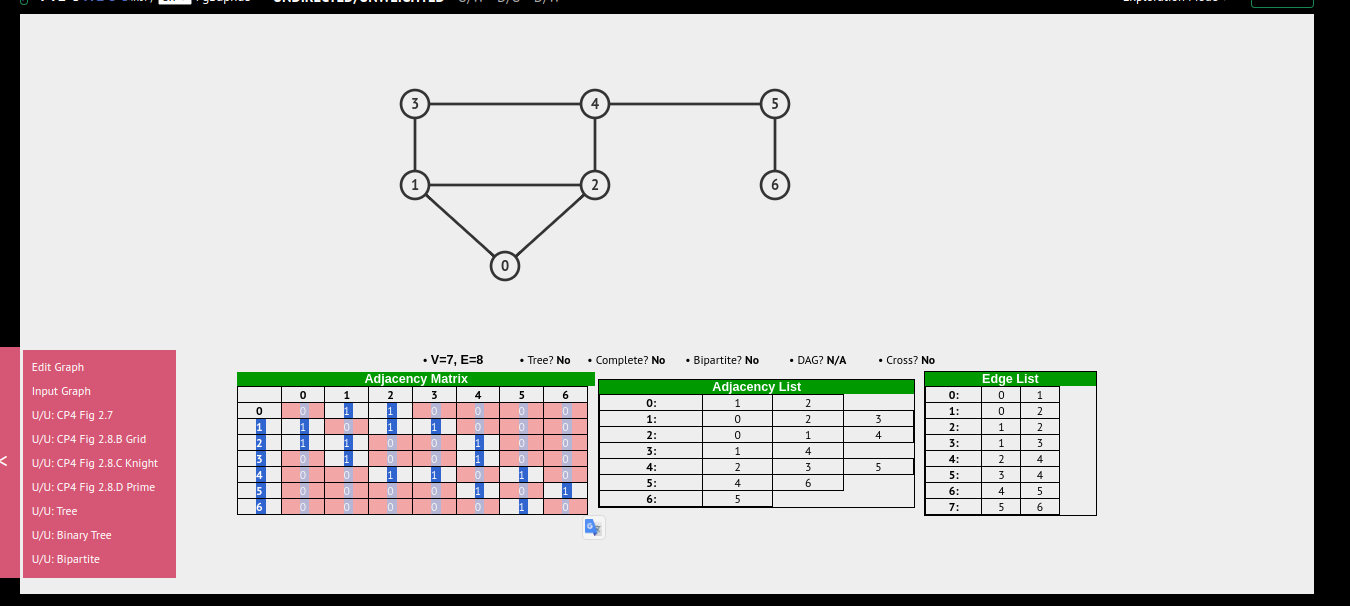 UNDIRECTED/UNWEIGHTED
Exploration Mode
3 4 5
1 2 6
0
• V=7, E=8 • Tree? No • Complete? No • Bipartite? No • DAG? N/A • Cross? No
Edit Graph
Input Graph
U/U: CP4 Fig 2.7
U/U: CP4 Fig 2.8.B Grid
<
U/U: CP4 Fig 2.8.C Knight
U/U: CP4 Fig 2.8.D Prime
U/U: Tree
U/U: Binary Tree
U/U: Bipartite
Adjacency Matrix
0 1 2 3 4 5 6
0 0 1 1 0 0 0 0
1 1 0 1 1 0 0 0
2 1 1 0 0 1 0 0
3 0 1 0 0 1 0 0
4 0 0 1 1 0 1 0
5 0 0 0 0 1 0 1
6 0 0 0 0 0 1 0
Adjacency List
0: 1 2
1: 0 2 3
2: 0 1 4
3: 1 4
4: 2 3 5
5: 4 6
6: 5
Edge List
0: 0 1
1: 0 2
2: 1 2
3: 1 3
4: 2 4
5: 3 4
6: 4 5
7: 5 6